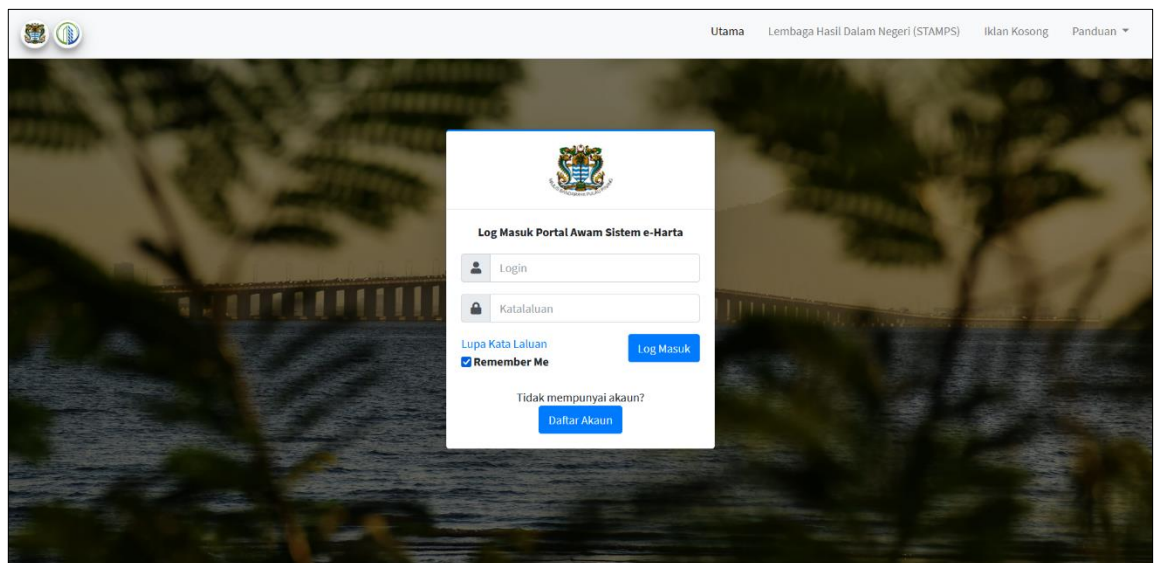 Utama
Lembaga Hasil Dalam Negeri (STAMPS)
Iklan Kosong
Panduan
Log Masuk Portal Awam Sistem e-Harta
Login
Katalaluan
Lupa Kata Laluan
Log Masuk
Remember Me
Tidak mempunyai akaun?
Daftar Akaun